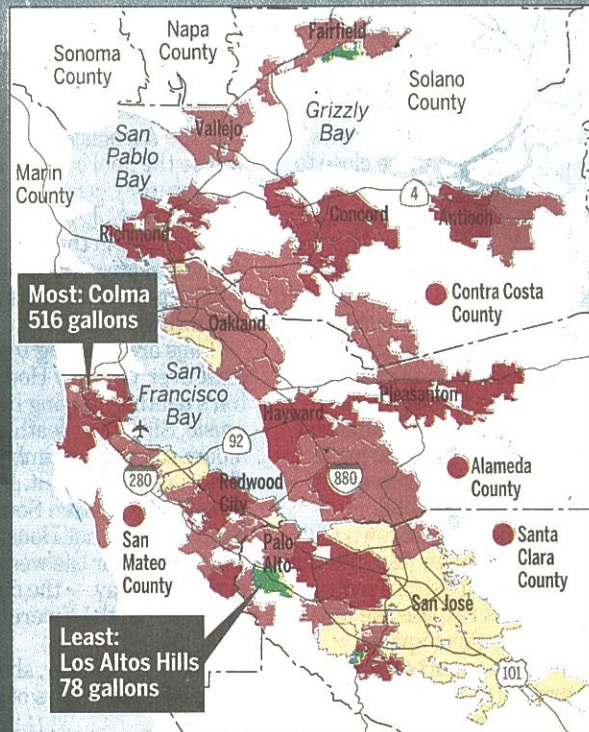 Napa
County
Sonoma
County
Fairfield
Solano
County
Grizzly
Bay
San
Pablo
Bay
Vallejo
Marin
County
4
Concord
Antioch
Richmond
Most: Colma
516 gallons
Contra Costa
County
Oakland
San
Francisco
Bay
Hayward
Pleasanton
92
280
Redwood
City
880
Alameda
County
San
Mateo
County
Palo
Alto
Santa
Clara
County
San Jose
Least:
Los Altos Hills
78 gallons
101